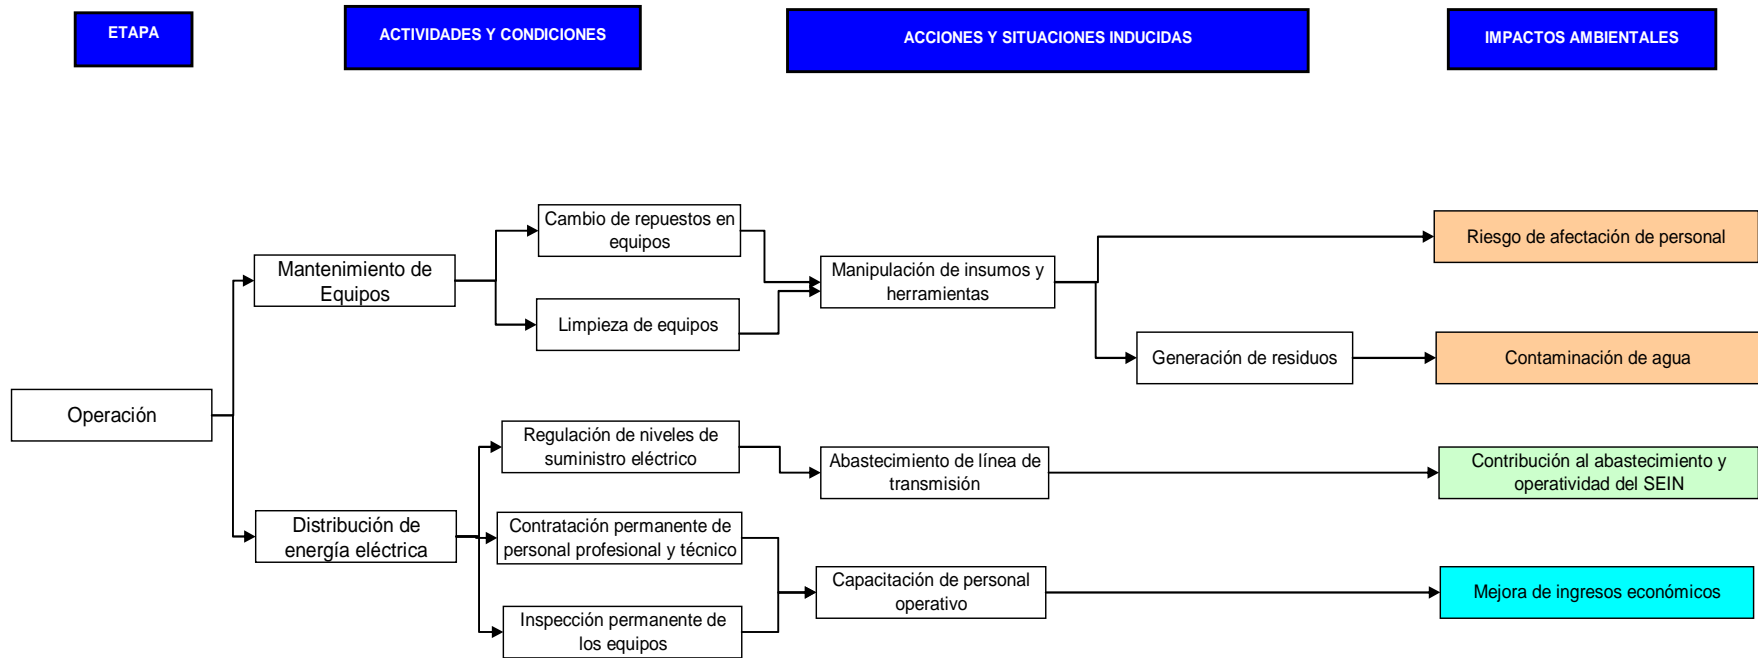 ETAPA
ACTIVIDADES Y CONDICIONES
ACCIONES Y SITUACIONES INDUCIDAS
IMPACTOS AMBIENTALES
Cambio de repuestos en
equipos
Riesgo de afectación de personal
Mantenimiento de
Equipos
Manipulación de insumos y
herramientas
Limpieza de equipos
Generación de residuos
Contaminación de agua
Operación
Regulación de niveles de
suministro eléctrico
Abastecimiento de línea de
transmisión
Contribución al abastecimiento y
operatividad del SEIN
Distribución de
energía eléctrica
Contratación permanente de
personal profesional y técnico
Capacitación de personal
operativo
Mejora de ingresos económicos
Inspección permanente de
los equipos